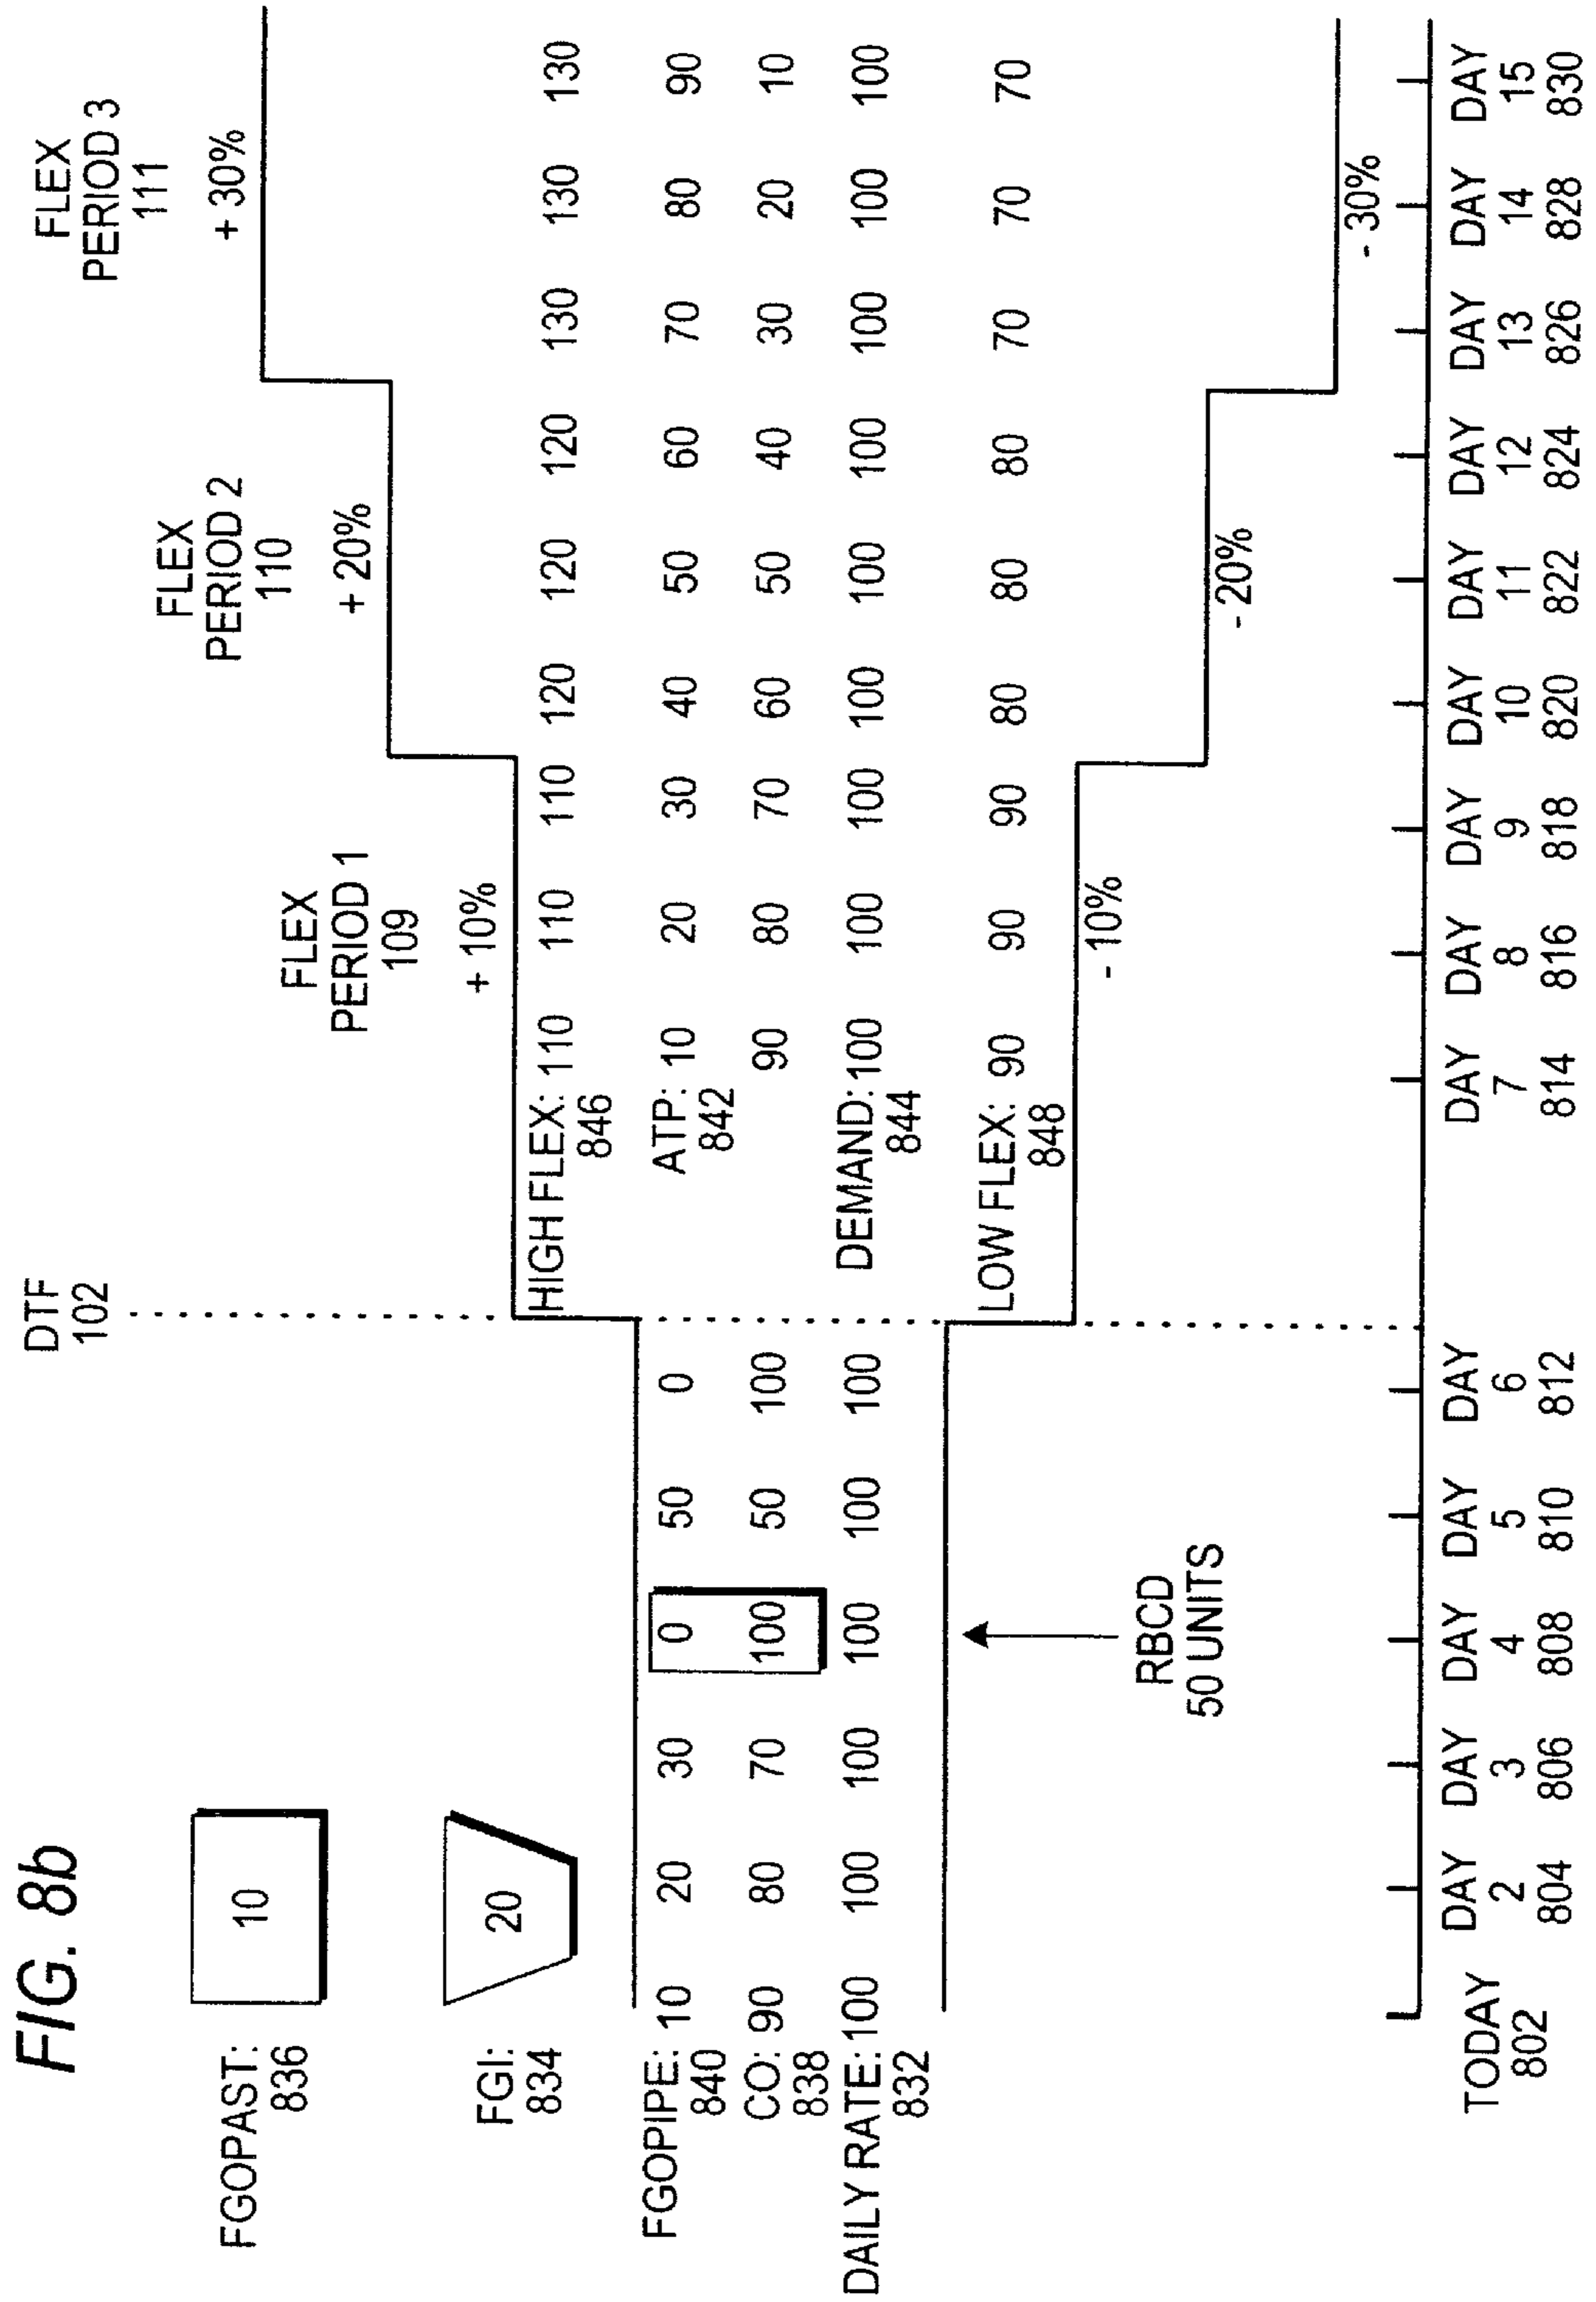 FIG. 8b
DTF
102
FLEX
PERIOD 1
109
+ 10%
FLEX
PERIOD 2
110
+ 20%
FLEX
PERIOD 3
111
+ 30%
FGOPAST:
836
10
FGI:
834
20
HIGH FLEX: 110 110 110 120 120 120 130 130 130
846
FGOPIPE: 10 20 30 0 50 0 ATP: 10 20 30 40 50 60 70 80 90
840 842
CO: 90 80 70 100 50 100 90 80 70 60 50 40 30 20 10
838
DAILY RATE: 100 100 100 100 100 100 DEMAND: 100 100 100 100 100 100 100 100 100
832 844
LOW FLEX: 90 90 90 80 80 80 70 70 70
848
RBCD
50 UNITS
- 10%
- 20%
- 30%
TODAY DAY DAY DAY DAY DAY DAY DAY DAY DAY DAY DAY DAY DAY DAY
2 3 4 5 6 7 8 9 10 11 12 13 14 15
802 804 806 808 810 812 814 816 818 820 822 824 826 828 830